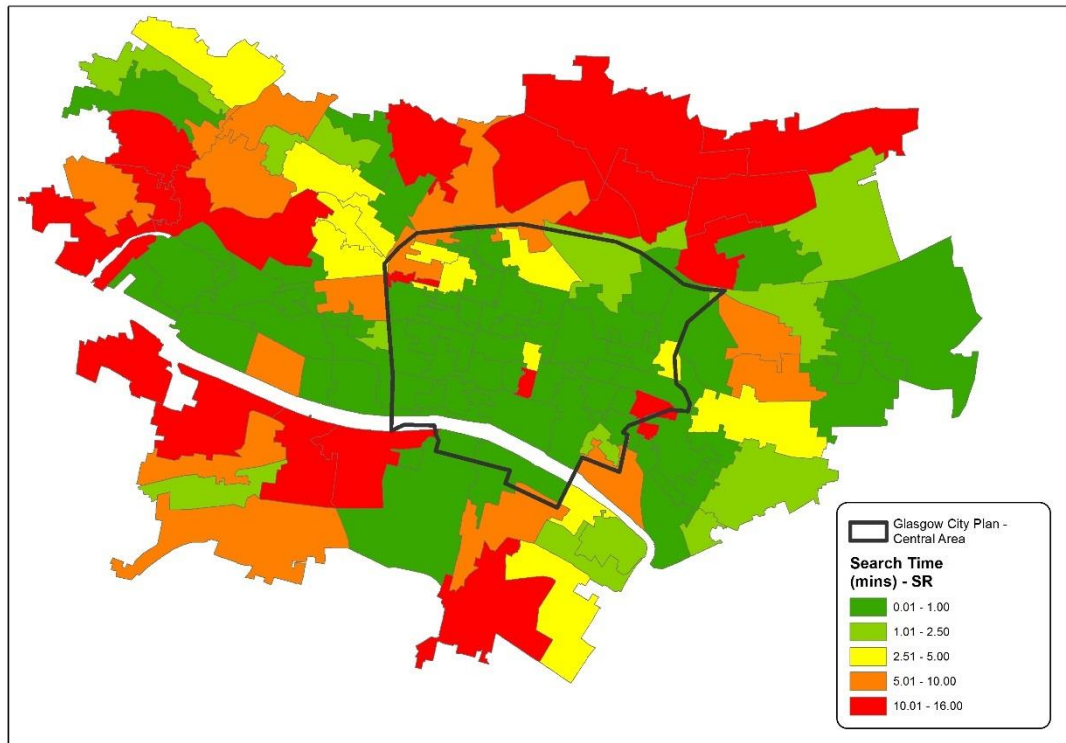 Glasgow City Plan -
Central Area
Search Time
(mins) - SR
0.01 - 1.00
1.01 - 2.50
2.51 - 5.00
5.01 - 10.00
10.01 - 16.00